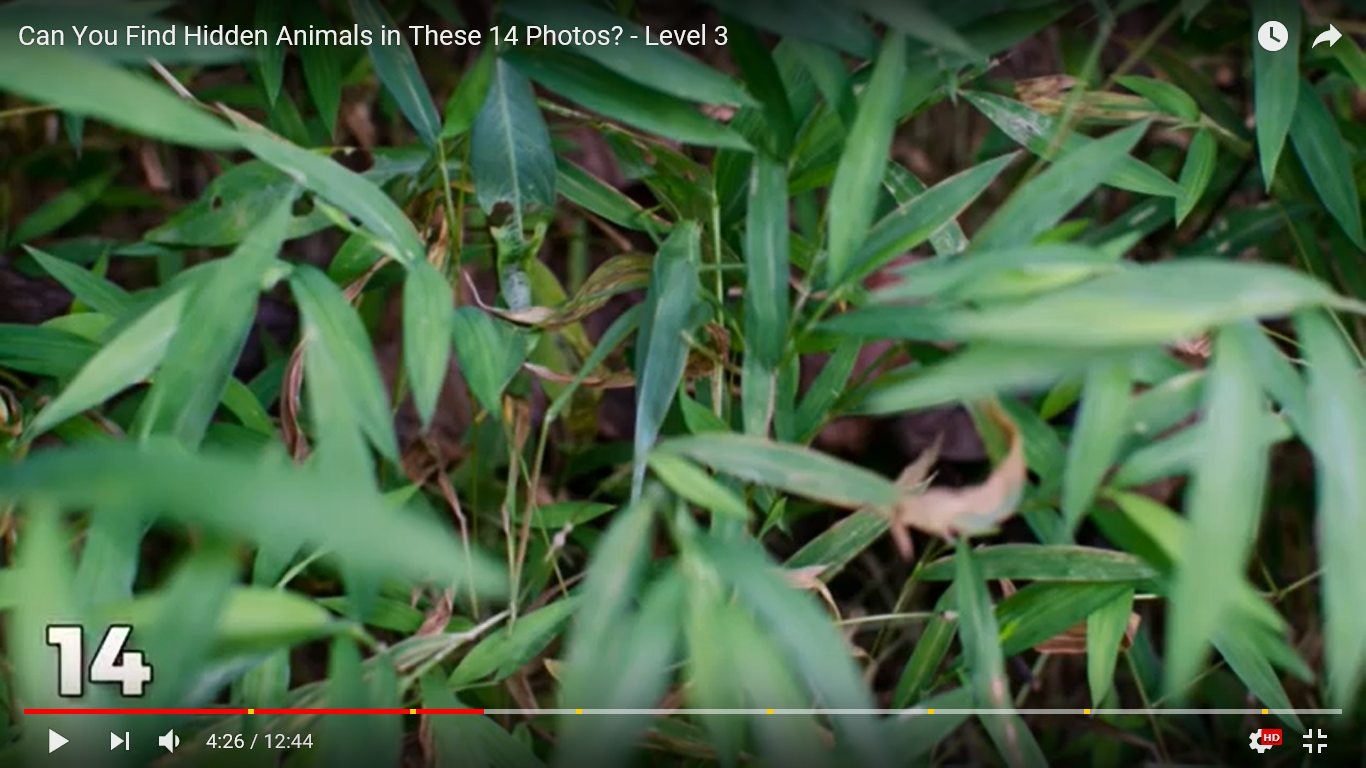 Can You Find Hidden Animals in These 14 Photos? - Level 3
14
4:26 / 12:44
HD